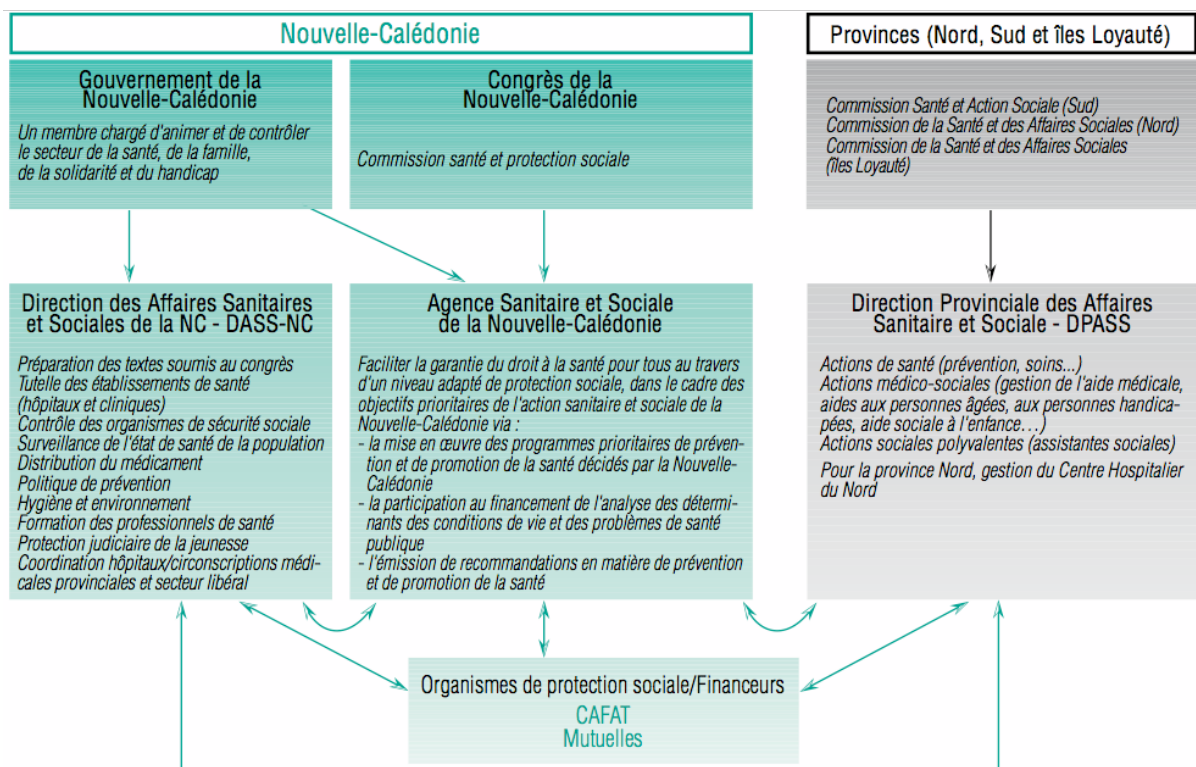 Nouvelle-Calédonie
Provinces (Nord, Sud et îles Loyauté)
Gouvernement de la
Nouvelle-Calédonie
Un membre chargé d'animer et de contrôler
le secteur de la santé, de la famille,
de la solidarité et du handicap
Congrès de la
Nouvelle-Calédonie
Commission santé et protection sociale
Commission Santé et Action Sociale (Sud)
Commission de la Santé et des Affaires Sociales (Nord)
Commission de la Santé et des Affaires Sociales
(îles Loyauté)
Direction des Affaires Sanitaires
et Sociales de la NC - DASS-NC
Préparation des textes soumis au congrès
Tutelle des établissements de santé
(hôpitaux et cliniques)
Contrôle des organismes de sécurité sociale
Surveillance de l'état de santé de la population
Distribution du médicament
Politique de prévention
Hygiène et environnement
Formation des professionnels de santé
Protection judiciaire de la jeunesse
Coordination hôpitaux/circonscriptions médi-
cales provinciales et secteur libéral
Agence Sanitaire et Sociale
de la Nouvelle-Calédonie
Faciliter la garantie du droit à la santé pour tous au travers
d'un niveau adapté de protection sociale, dans le cadre des
objectifs prioritaires de l'action sanitaire et sociale de la
Nouvelle-Calédonie via :
- la mise en œuvre des programmes prioritaires de préven-
tion et de promotion de la santé décidés par la Nouvelle-
Calédonie
- la participation au financement de l'analyse des détermi-
nants des conditions de vie et des problèmes de santé
publique
- l'émission de recommandations en matière de prévention
et de promotion de la santé
Direction Provinciale des Affaires
Sanitaire et Sociale - DPASS
Actions de santé (prévention, soins...)
Actions médico-sociales (gestion de l'aide médicale,
aides aux personnes âgées, aux personnes handica-
pées, aide sociale à l'enfance…)
Actions sociales polyvalentes (assistantes sociales)
Pour la province Nord, gestion du Centre Hospitalier
du Nord
Organismes de protection sociale/Financeurs
CAFAT
Mutuelles